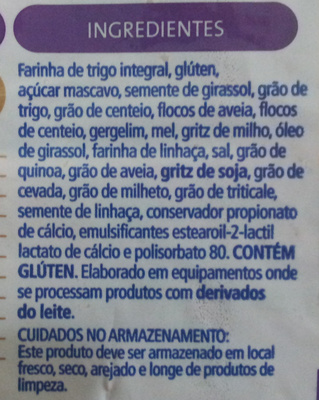 INGREDIENTES
Farinha de trigo integral, glúten,
açúcar mascavo, semente de girassol, grão de
trigo, grão de centeio, flocos de aveia, flocos
de centeio, gergelim, mel, gritz de milho, óleo
de girassol, farinha de linhaça, sal, grão de
quinoa, grão de aveia, gritz de soja, grão de
cevada, grão de milheto, grão de triticale,
semente de linhaça, conservador propionato
de cálcio, emulsificantes estearoil-2-lactil
lactato de cálcio e polisorbato 80. CONTÉM
GLÚTEN. Elaborado em equipamentos onde
se processam produtos com derivados
do leite.
CUIDADOS NO ARMAZENAMENTO:
Este produto deve ser armazenado em local
fresco, seco, arejado e longe de produtos de
limpeza.